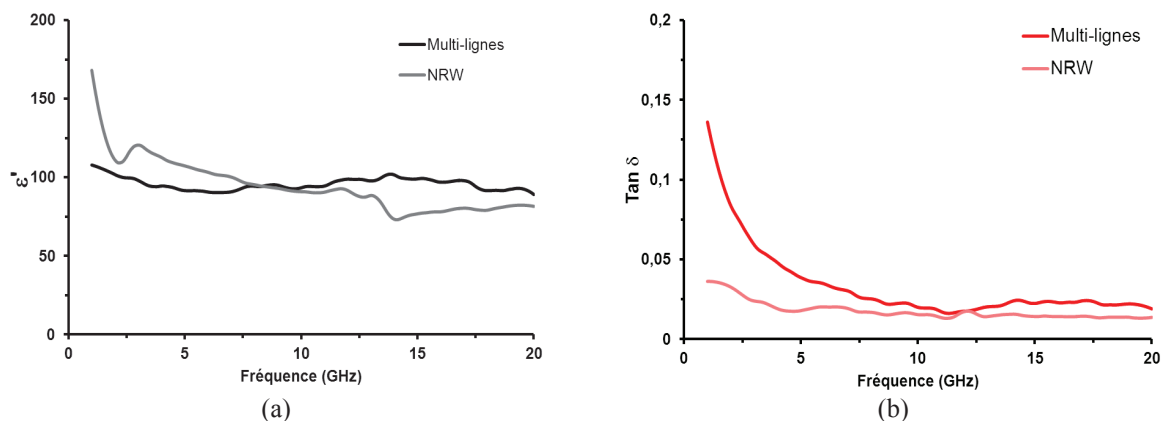 200
150
100
50
0
ε'
0
5
10
15
20
Fréquence (GHz)
Multi-lignes
NRW
(a)
0,2
0,15
0,1
0,05
0
Tan δ
0
5
10
15
20
Fréquence (GHz)
Multi-lignes
NRW
(b)